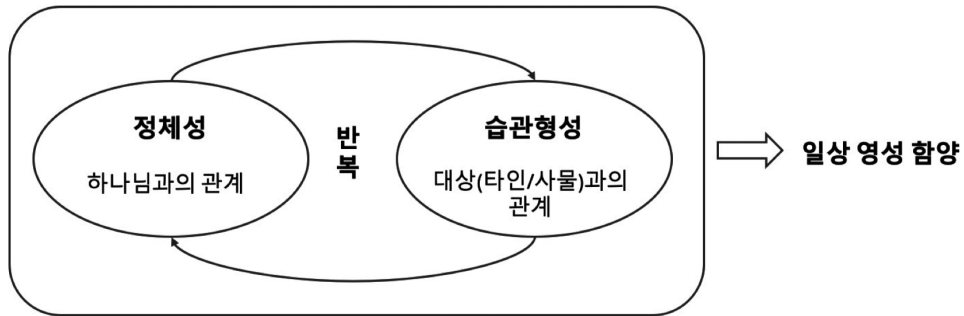 정체성
하나님과의 관계
반
복
습관형성
대상(타인/사물)과의
관계
일상 영성 함양